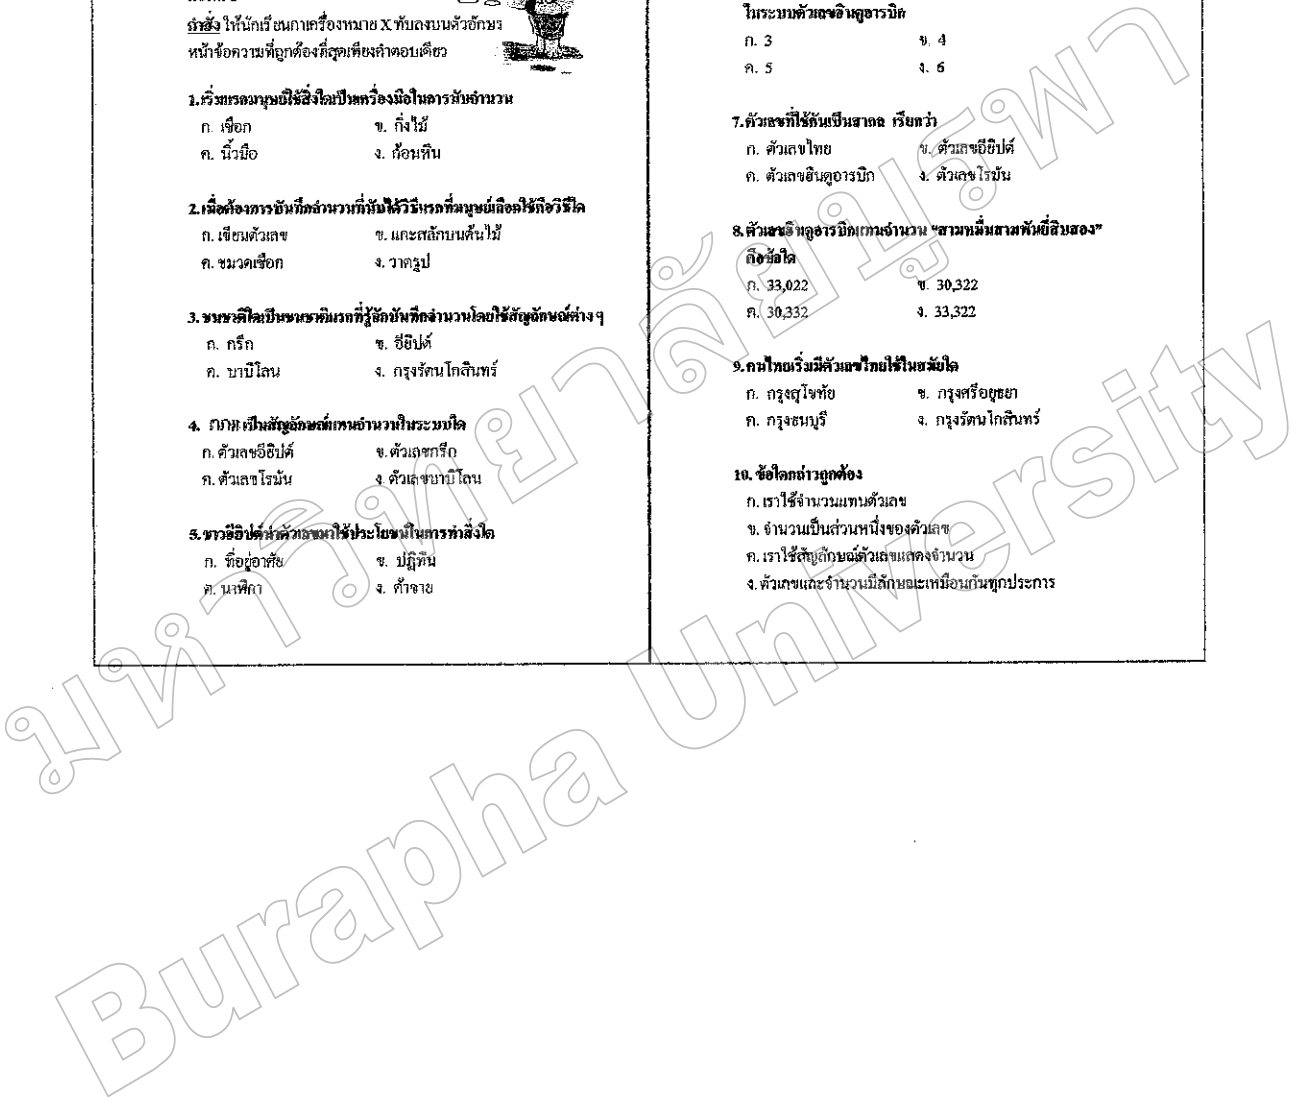 คำสั่ง ให้นักเรียนกาเครื่องหมาย X ทับลงบนตัวอักษร
หน้าข้อความที่ถูกต้องที่สุดเพียงคำตอบเดียว
1. เริ่มแรกมนุษย์ใช้สิ่งใดเป็นเครื่องมือในการนับจำนวน
ก. เชือก ข. กิ่งไม้
ค. นิ้วมือ ง. ก้อนหิน
2. เมื่อต้องการบันทึกจำนวนที่นับได้วิธีแรกที่มนุษย์เลือกใช้คือวิธีใด
ก. เขียนตัวเลข ข. แกะสลักบนต้นไม้
ค. ขมวดเชือก ง. วาดรูป
3. ชนชาติใดเป็นชนชาติแรกที่รู้จักบันทึกจำนวนโดยใช้สัญลักษณ์ต่าง ๆ
ก. กรีก ข. อียิปต์
ค. บาบิโลน ง. กรุงรัตนโกสินทร์
4. เป็นสัญลักษณ์แทนจำนวนในระบบใด
ก. ตัวเลขอียิปต์ ข. ตัวเลขกรีก
ค. ตัวเลขโรมัน ง. ตัวเลขบาบิโลน
5. ชาวอียิปต์นำตัวเลขมาใช้ประโยชน์ในการทำสิ่งใด
ก. ที่อยู่อาศัย ข. ปฏิทิน
ค. นาฬิกา ง. ค้าขาย
ในระบบตัวเลขฮินดูอารบิก
ก. 3 ข. 4
ค. 5 ง. 6
7. ตัวเลขที่ใช้กันเป็นสากล เรียกว่า
ก. ตัวเลขไทย ข. ตัวเลขอียิปต์
ค. ตัวเลขฮินดูอารบิก ง. ตัวเลขโรมัน
8. ตัวเลขฮินดูอารบิกแทนจำนวน “สามหมื่นสามพันยี่สิบสอง”
คือข้อใด
ก. 33,022 ข. 30,322
ค. 30,332 ง. 33,322
9. คนไทยเริ่มมีตัวเลขไทยใช้ในสมัยใด
ก. กรุงสุโขทัย ข. กรุงศรีอยุธยา
ค. กรุงธนบุรี ง. กรุงรัตนโกสินทร์
10. ข้อใดกล่าวถูกต้อง
ก. เราใช้จำนวนแทนตัวเลข
ข. จำนวนเป็นส่วนหนึ่งของตัวเลข
ค. เราใช้สัญลักษณ์ตัวเลขแสดงจำนวน
ง. ตัวเลขและจำนวนมีลักษณะเหมือนกันทุกประการ
มหาวิทยาลัยบูรพา
Burapha University